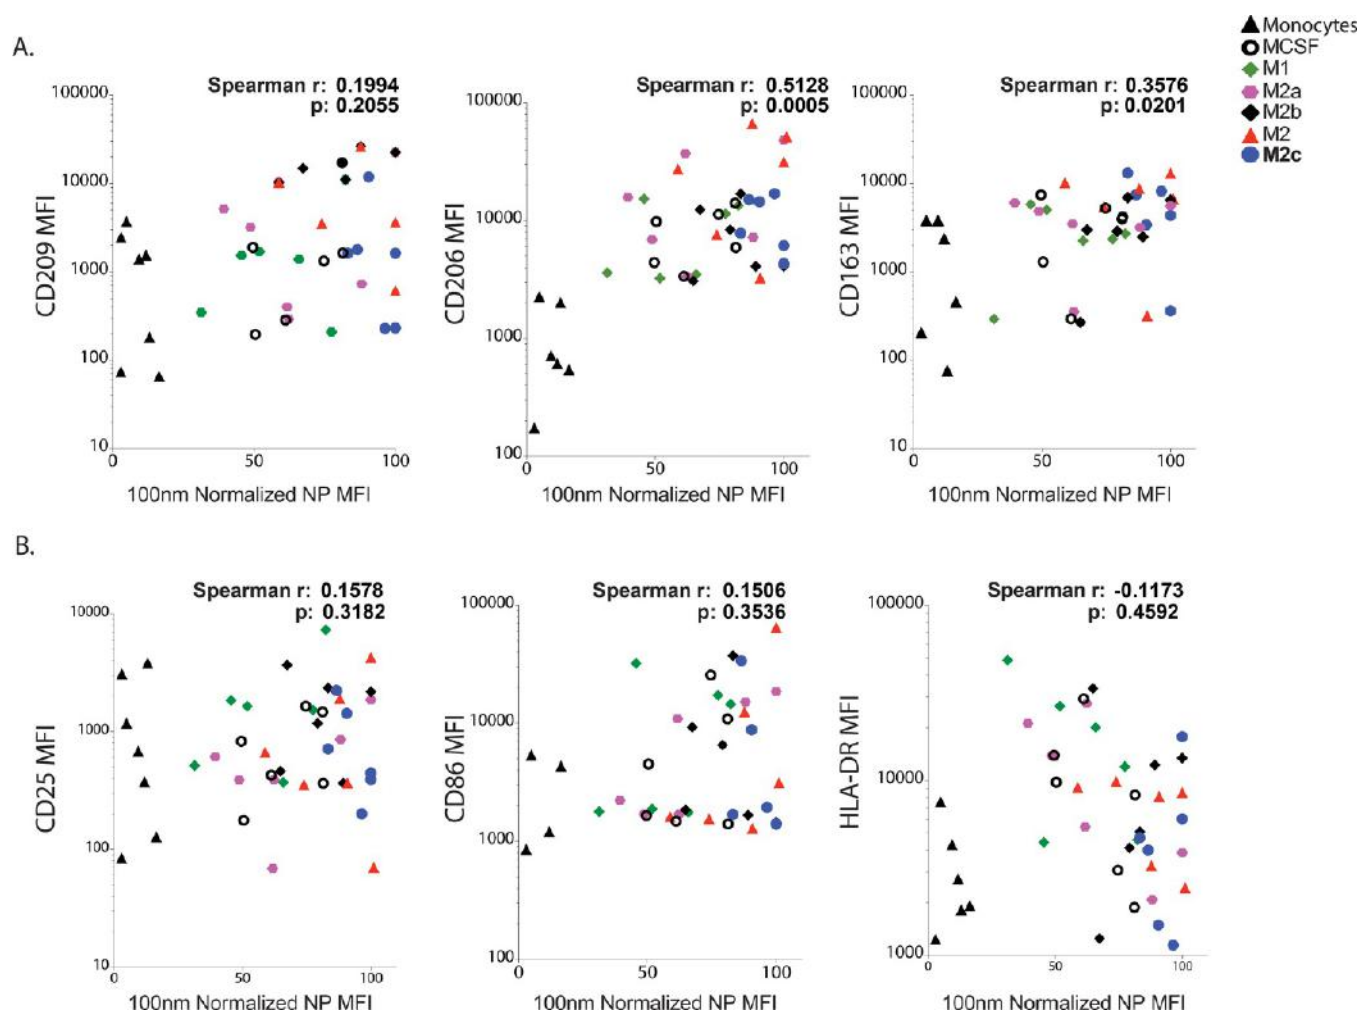 A.
Monocytes
MCSF
M1
M2a
M2b
M2
M2c
Spearman r: 0.1994
p: 0.2055
CD209 MFI
100000
10000
1000
100
10
0
50
100
100nm Normalized NP MFI
Spearman r: 0.5128
p: 0.0005
CD206 MFI
100000
10000
1000
100
0
50
100
100nm Normalized NP MFI
Spearman r: 0.3576
p: 0.0201
CD163 MFI
100000
10000
1000
100
10
0
50
100
100nm Normalized NP MFI
B.
Spearman r: 0.1578
p: 0.3182
CD25 MFI
10000
1000
100
10
0
50
100
100nm Normalized NP MFI
Spearman r: 0.1506
p: 0.3536
CD86 MFI
100000
10000
1000
100
0
50
100
100nm Normalized NP MFI
Spearman r: -0.1173
p: 0.4592
HLA-DR MFI
100000
10000
1000
0
50
100
100nm Normalized NP MFI